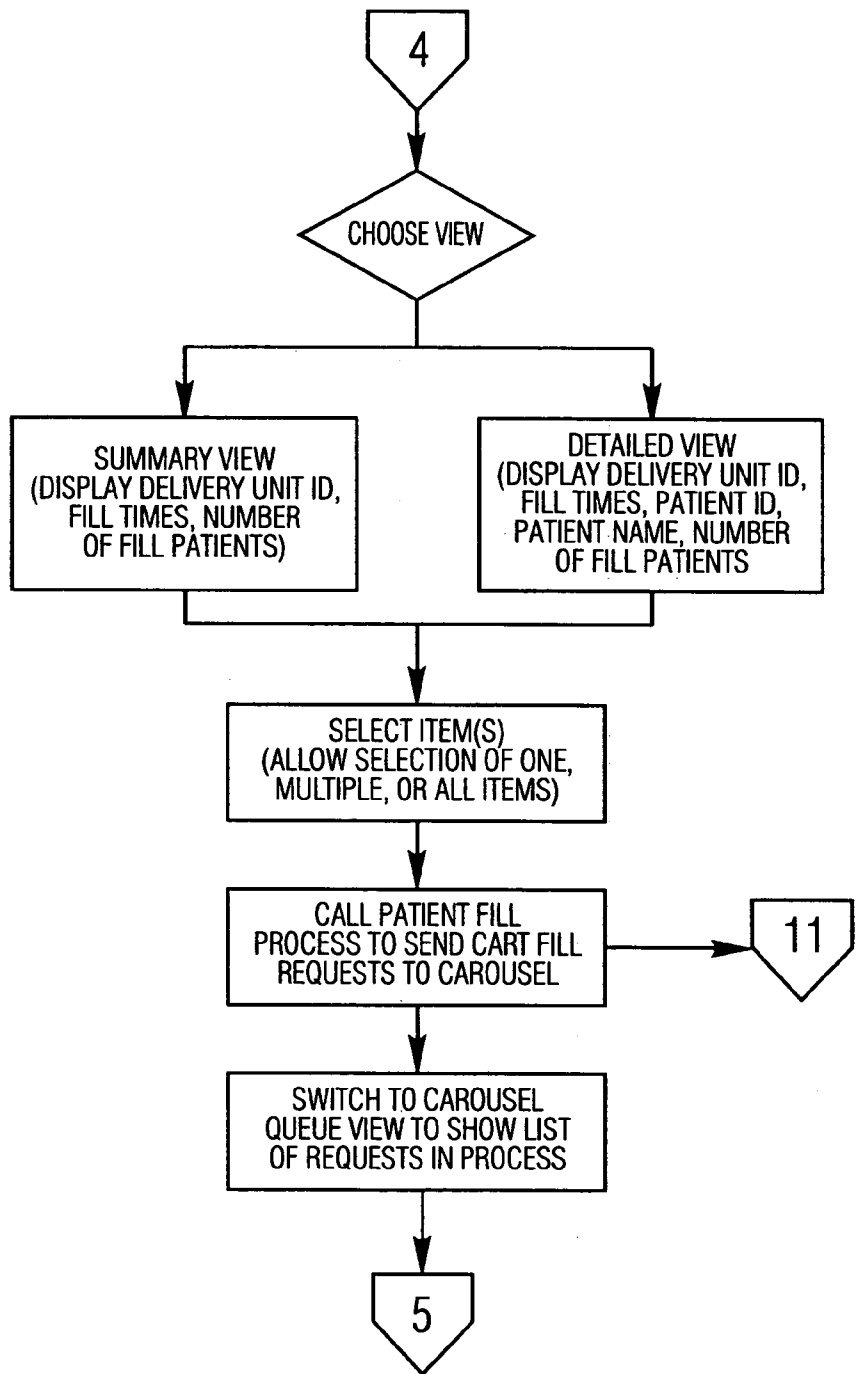 4
CHOOSE VIEW
SUMMARY VIEW
(DISPLAY DELIVERY UNIT ID,
FILL TIMES, NUMBER
OF FILL PATIENTS)
DETAILED VIEW
(DISPLAY DELIVERY UNIT ID,
FILL TIMES, PATIENT ID,
PATIENT NAME, NUMBER
OF FILL PATIENTS
SELECT ITEM(S)
(ALLOW SELECTION OF ONE,
MULTIPLE, OR ALL ITEMS)
CALL PATIENT FILL
PROCESS TO SEND CART FILL
REQUESTS TO CAROUSEL
11
SWITCH TO CAROUSEL
QUEUE VIEW TO SHOW LIST
OF REQUESTS IN PROCESS
5